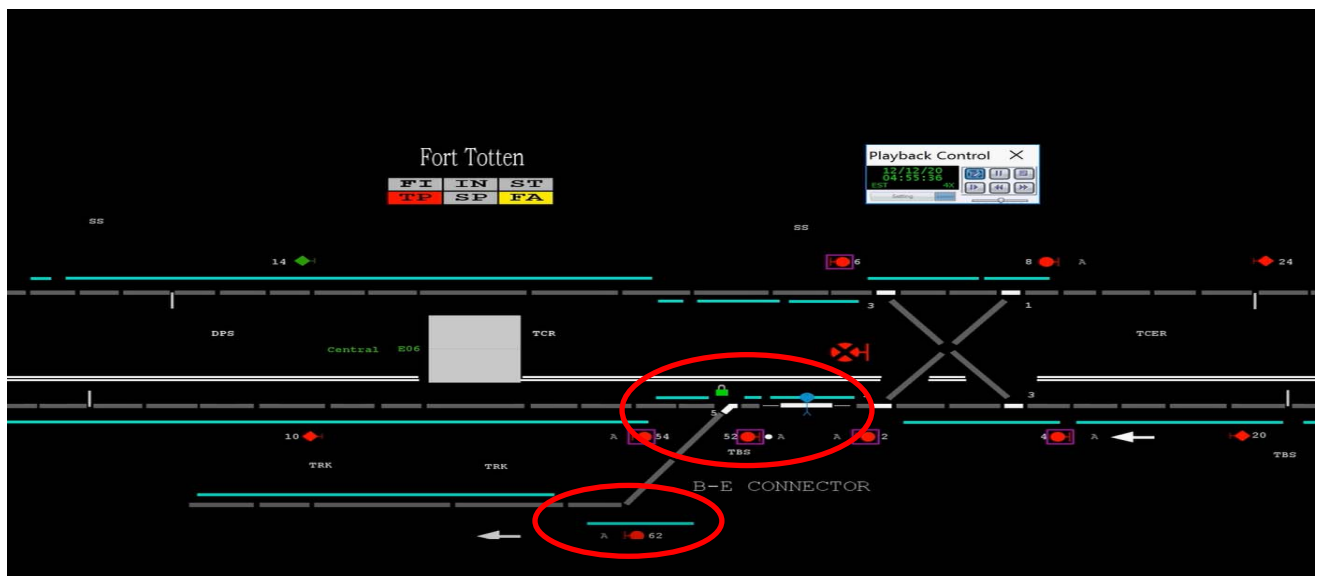 Playback Control
Fort Totten
12/12/20
04:55:36
EST 4X
FI IN ST
TP SP FA
Setting
SS
SS
14
6
8 A
24
3
1
DPS
TCR
TCER
Central E06
3
5
10
A 54
52 A
A 2
4 A
20
TBS
TBS
TRK
TRK
B-E CONNECTOR
A 62